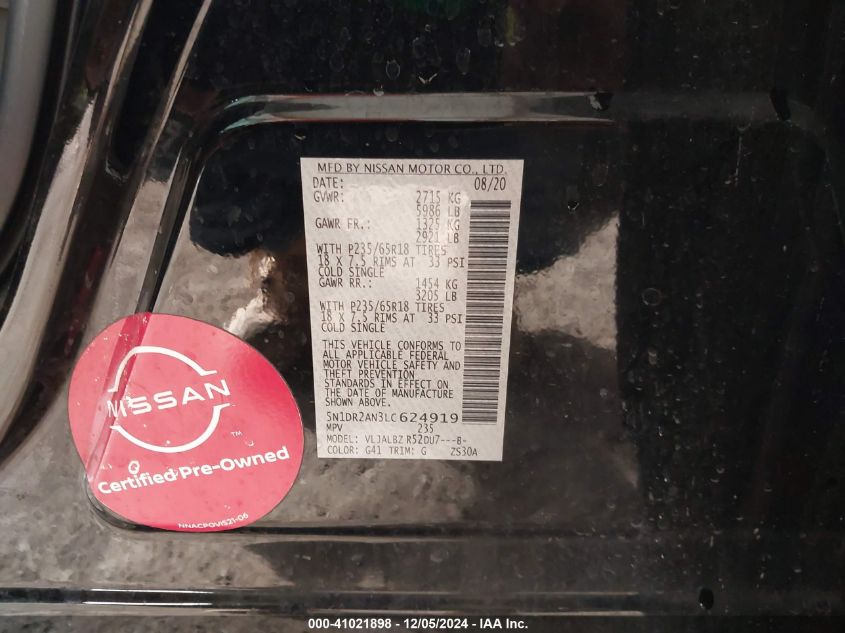 MFD BY NISSAN MOTOR CO., LTD.
DATE: 08/20
GVWR: 2715 KG
5986 LB
GAWR FR.: 1325 KG
2921 LB
WITH P235/65R18 TIRES
18 X 7.5 RIMS AT 33 PSI
COLD SINGLE
GAWR RR.: 1454 KG
3205 LB
WITH P235/65R18 TIRES
18 X 7.5 RIMS AT 33 PSI
COLD SINGLE
THIS VEHICLE CONFORMS TO
ALL APPLICABLE FEDERAL
MOTOR VEHICLE SAFETY AND
THEFT PREVENTION
STANDARDS IN EFFECT ON
THE DATE OF MANUFACTURE
SHOWN ABOVE.
5N1DR2AN3LC624919
MPV 235
MODEL: VLJALBZ R52DU7---B-
COLOR: G41 TRIM: G ZS30A
NISSAN
™
Certified Pre-Owned
NNACPOVIS21-06
000-41021898 - 12/05/2024 - IAA Inc.